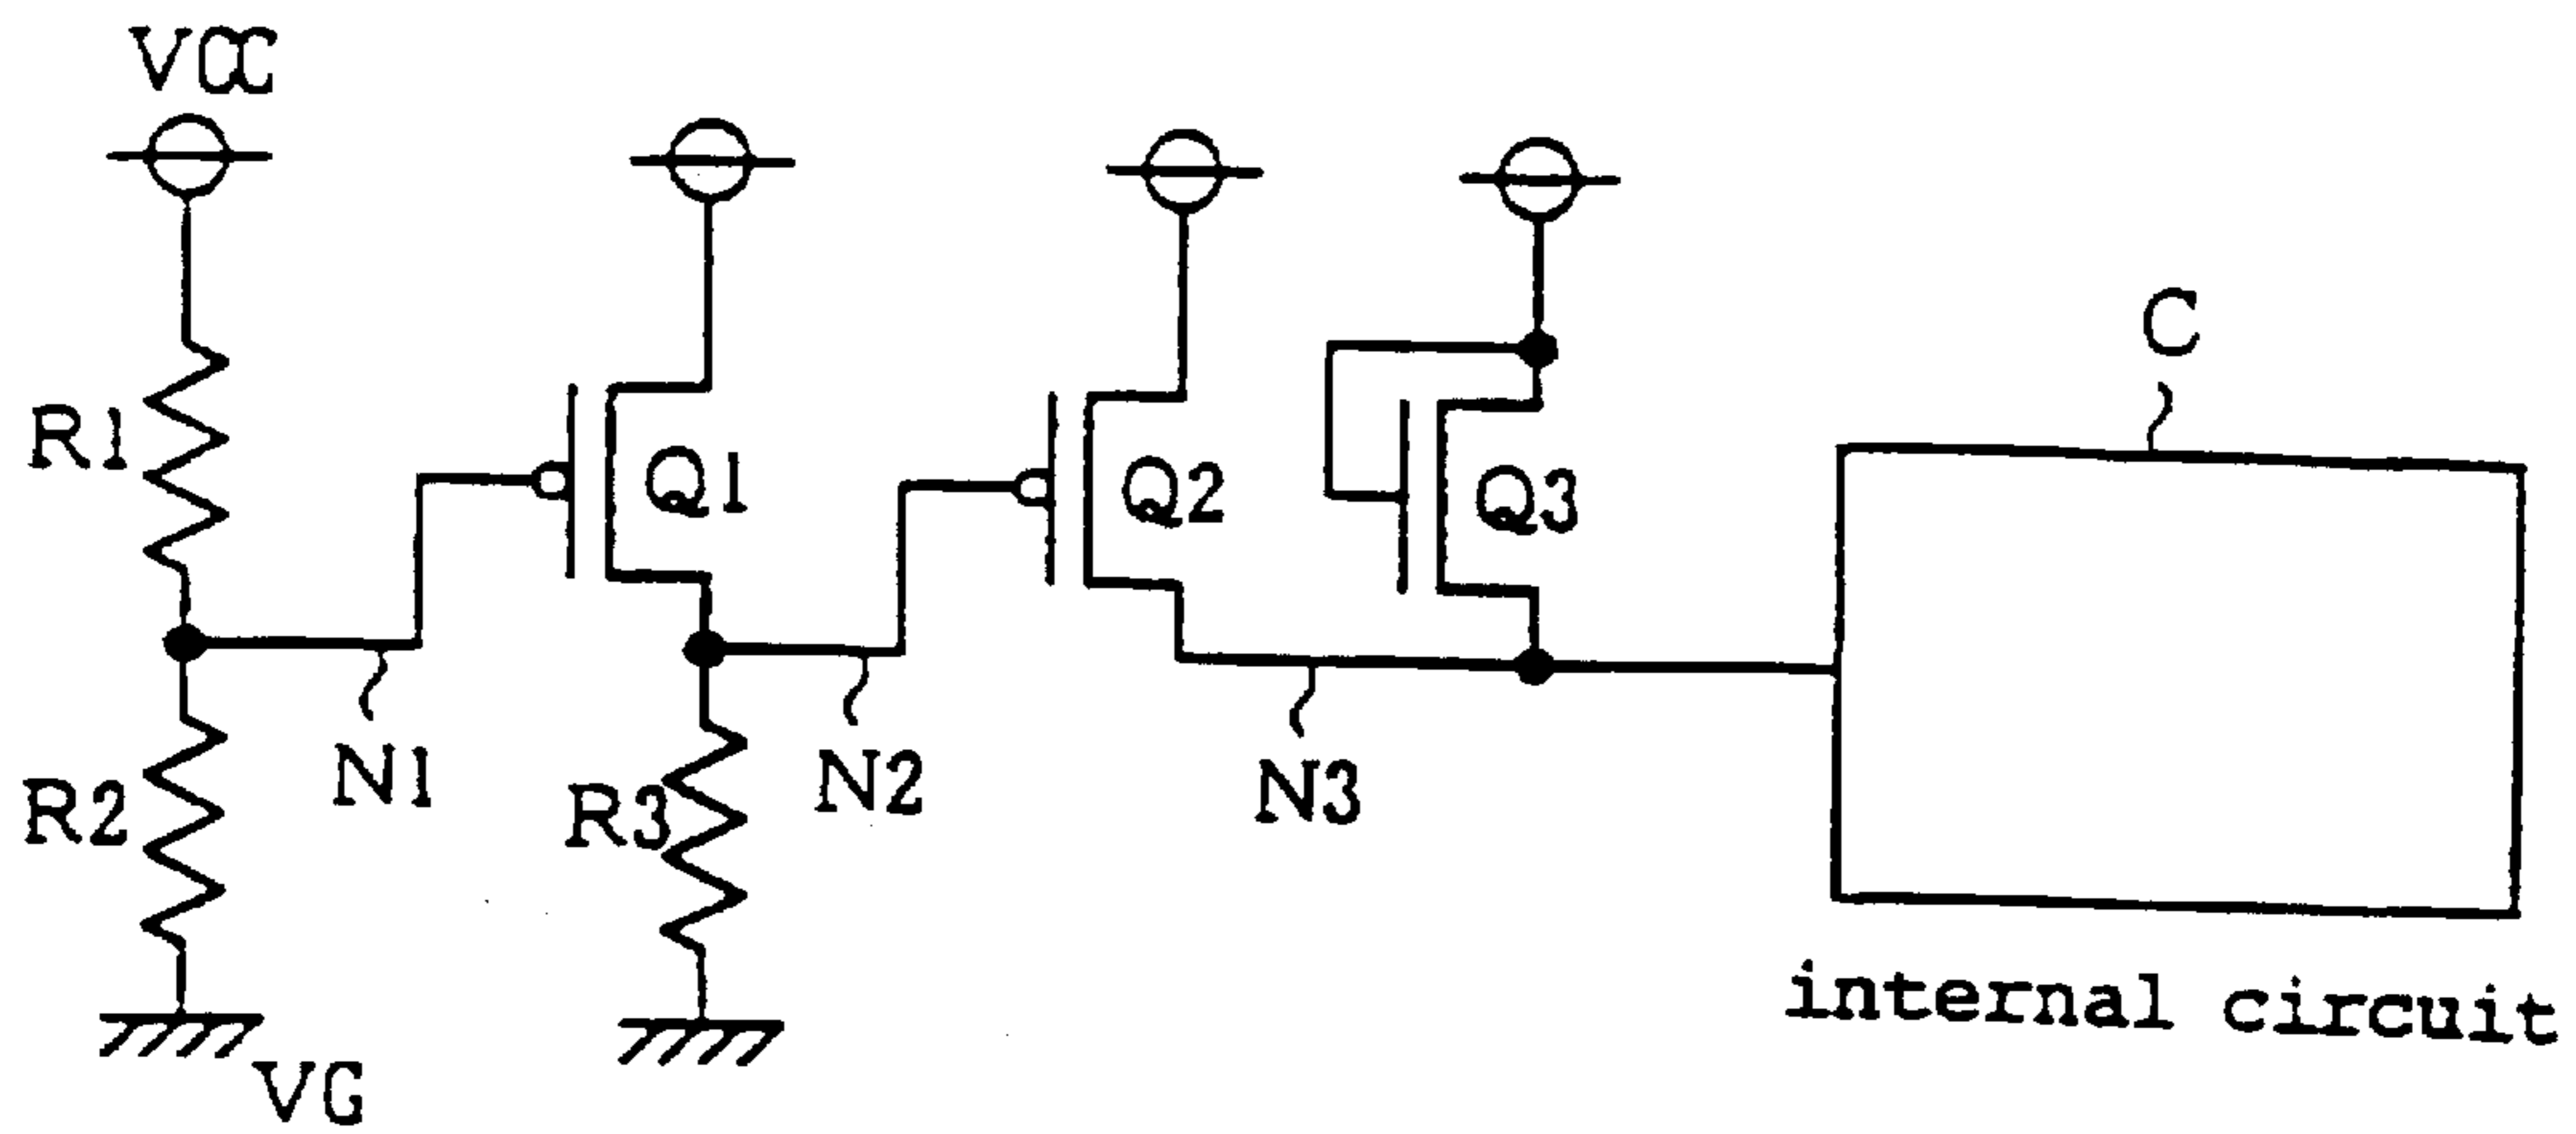 VCC
C
R1
Q1
Q2
Q3
R2
N1
R3
N2
N3
internal circuit
VG